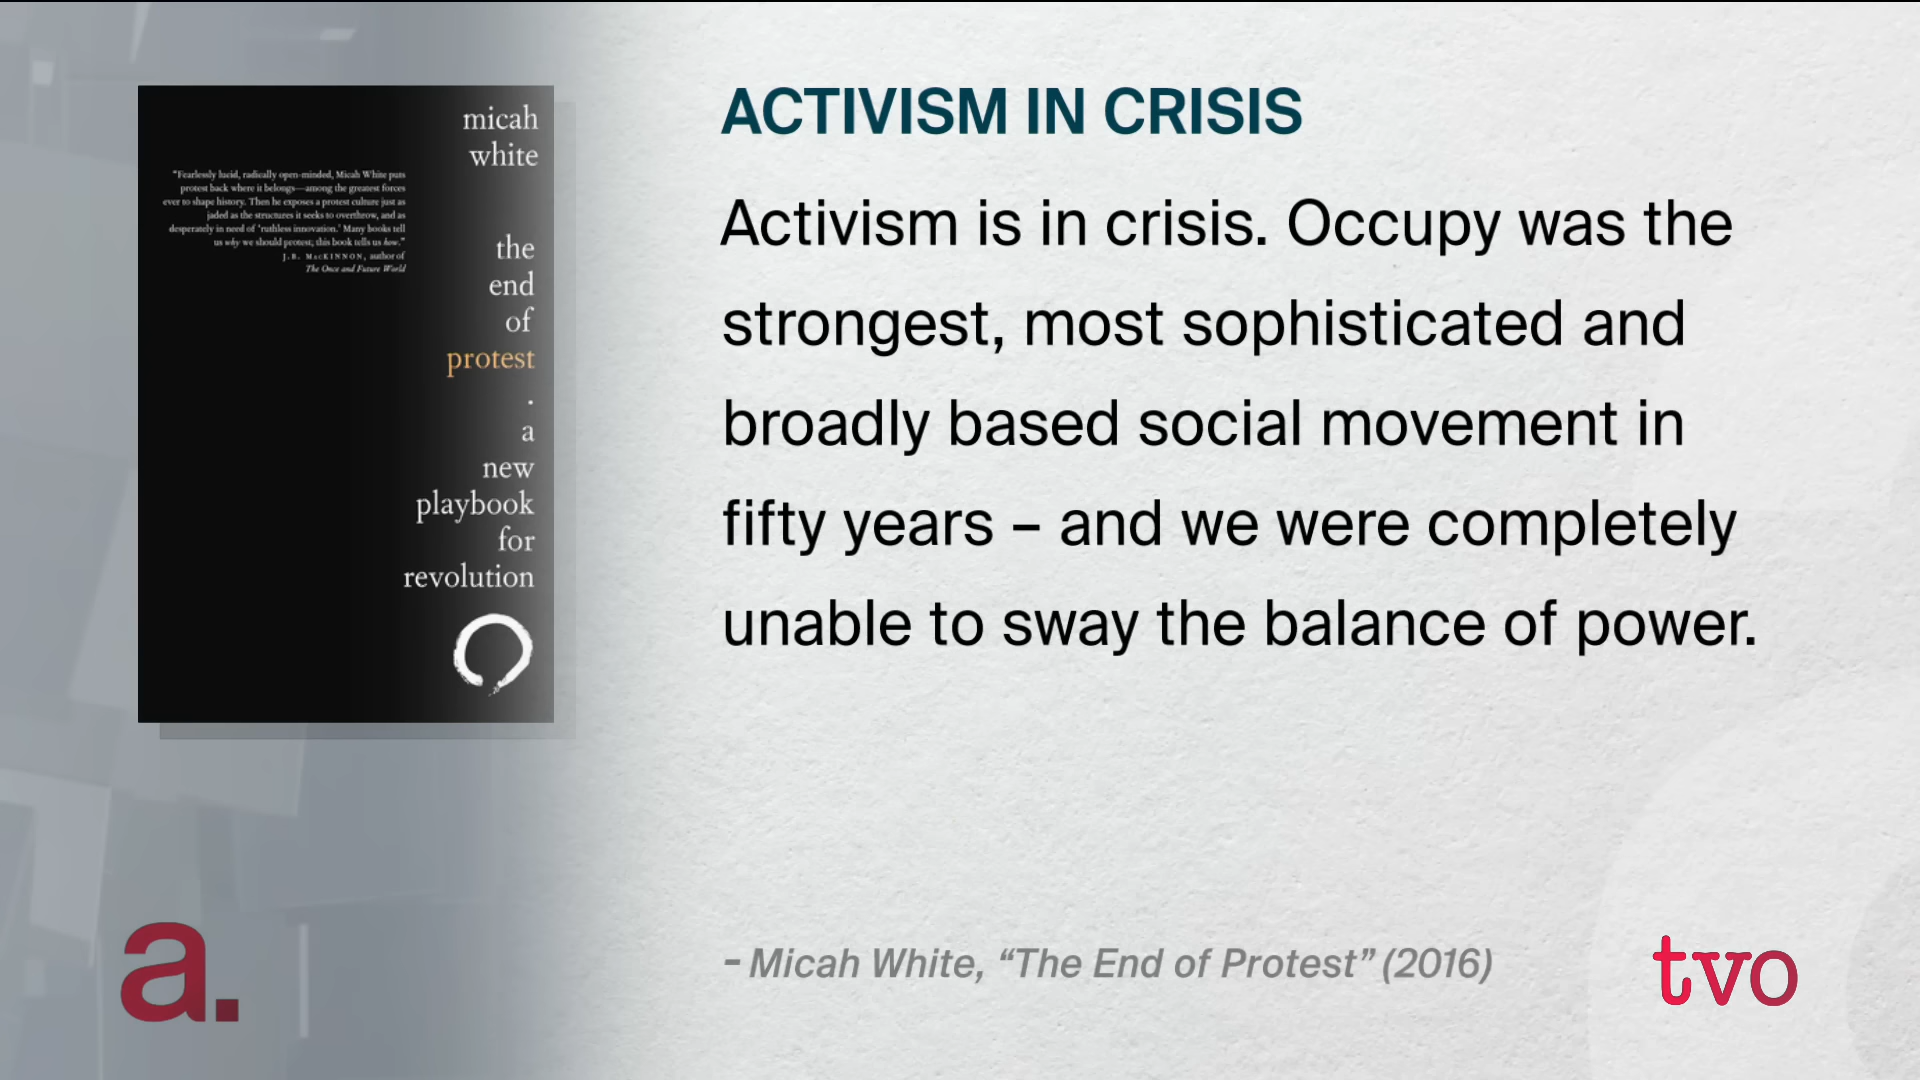 micah
white
"Fearlessly lucid, radically open-minded, Micah White puts
protest back where it belongs—among the greatest forces
ever to shape history. Then he exposes a protest culture just as
jaded as the structures it seeks to overthrow, and as
desperately in need of 'ruthless innovation.' Many books tell
us why we should protest; this book tells us how."
J.B. MacKINNON, author of
The Once and Future World
the
end
of
protest
.
a
new
playbook
for
revolution
ACTIVISM IN CRISIS
Activism is in crisis. Occupy was the
strongest, most sophisticated and
broadly based social movement in
fifty years – and we were completely
unable to sway the balance of power.
- Micah White, “The End of Protest” (2016)
a.
tvo